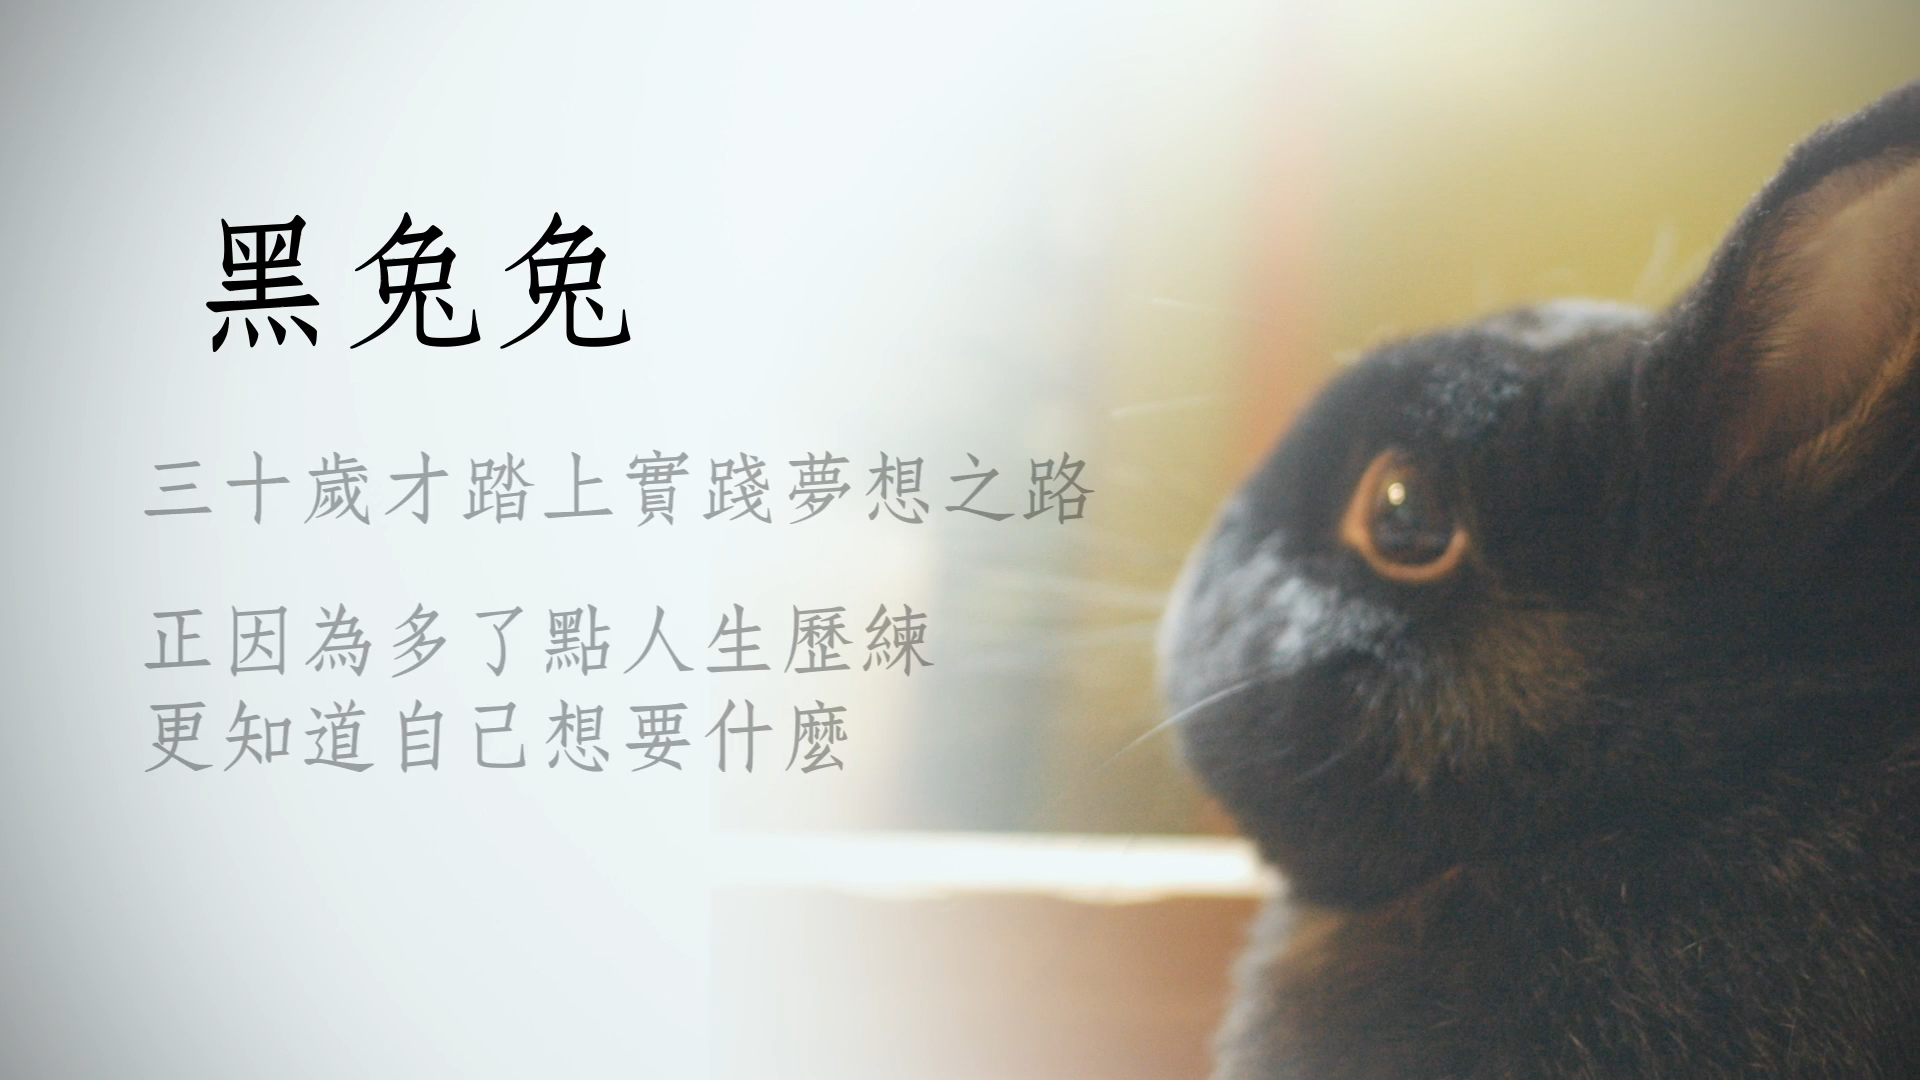 黑兔兔
三十歲才踏上實踐夢想之路
正因為多了點人生歷練
更知道自己想要什麼